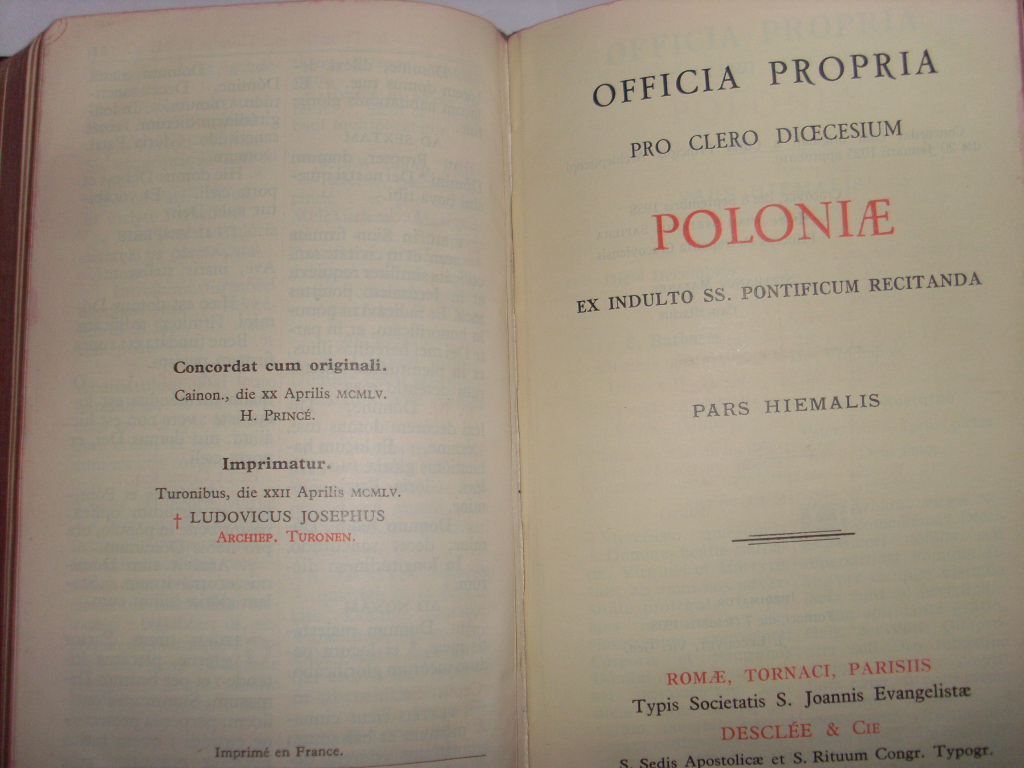 Concordat cum originali.
Cainon., die XX Aprilis MCMLV.
H. PRINCÉ.
Imprimatur.
Turonibus, die XXII Aprilis MCMLV.
† LUDOVICUS JOSEPHUS
ARCHIEP. TURONEN.
Imprimé en France.
OFFICIA PROPRIA
PRO CLERO DIŒCESIUM
POLONIÆ
EX INDULTO SS. PONTIFICUM RECITANDA
PARS HIEMALIS
ROMÆ, TORNACI, PARISIIS
Typis Societatis S. Joannis Evangelistæ
DESCLÉE & CIE
S. Sedis Apostolicæ et S. Rituum Congr. Typogr.